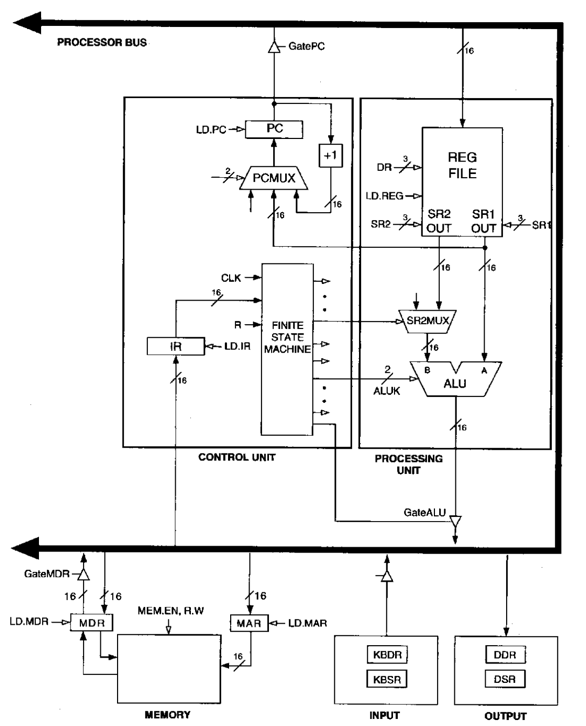 PROCESSOR BUS
GatePC
16
LD.PC
PC
+1
2
PCMUX
16
16
DR
3
REG
FILE
LD.REG
SR2
3
SR2
OUT
SR1
OUT
3
SR1
16
16
CLK
16
R
FINITE
STATE
MACHINE
IR
LD.IR
16
SR2MUX
16
B
A
ALU
2
ALUK
16
CONTROL UNIT
PROCESSING
UNIT
GateALU
GateMDR
16
16
16
LD.MDR
MDR
MEM.EN, R.W
MAR
LD.MAR
16
KBDR
KBSR
DDR
DSR
MEMORY
INPUT
OUTPUT